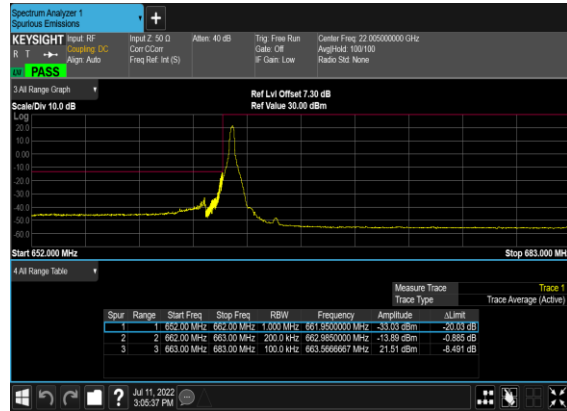 Spectrum Analyzer 1
Spurious Emissions
+
KEYSIGHT Input: RF Input Z: 50 Ω Atten: 40 dB Trig: Free Run Center Freq: 22.005000000 GHz
R T Coupling: DC Corr CCorr Gate: Off Avg|Hold: 100/100
Align: Auto Freq Ref: Int (S) IF Gain: Low Radio Std: None
PASS
3 All Range Graph
Ref Lvl Offset 7.30 dB
Scale/Div 10.0 dB Ref Value 30.00 dBm
Log
20.0
10.0
0.00
-10.0
-20.0
-30.0
-40.0
-50.0
-60.0
Start 652.000 MHz Stop 683.000 MH
4 All Range Table
Measure Trace Trace 1
Trace Type Trace Average (Active)
Spur Range Start Freq Stop Freq RBW Frequency Amplitude ΔLimit
1 1 652.00 MHz 662.00 MHz 1.000 MHz 661.9500000 MHz -33.03 dBm -20.03 dB
2 2 662.00 MHz 663.00 MHz 200.0 kHz 662.9850000 MHz -13.89 dBm -0.885 dB
3 3 663.00 MHz 683.00 MHz 100.0 kHz 663.5666667 MHz 21.51 dBm -8.491 dB
? Jul 11, 2022
3:05:37 PM